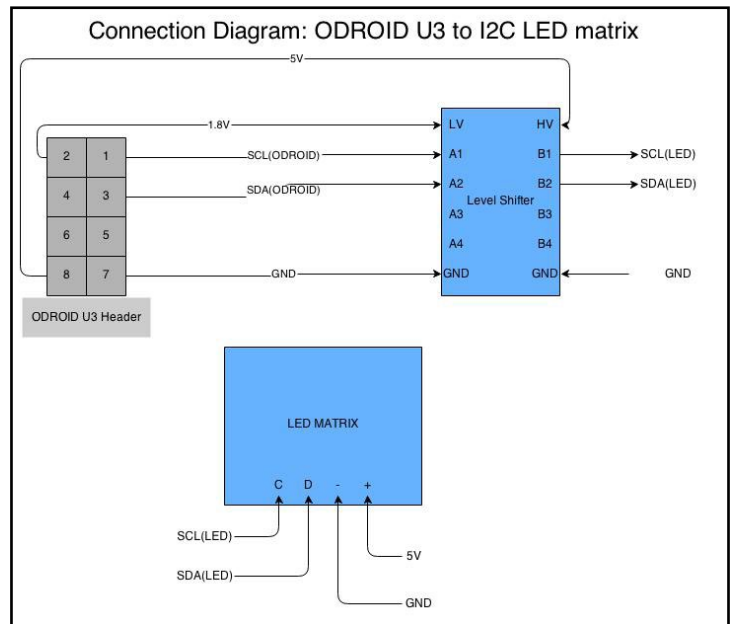 Connection Diagram: ODROID U3 to I2C LED matrix
5V
1.8V
LV HV
2 1 SCL(ODROID) A1 B1 SCL(LED)
4 3 SDA(ODROID) A2 B2 SDA(LED)
Level Shifter
6 5 A3 B3
A4 B4
8 7 GND GND GND GND
ODROID U3 Header
LED MATRIX
C D - +
SCL(LED)
5V
SDA(LED)
GND